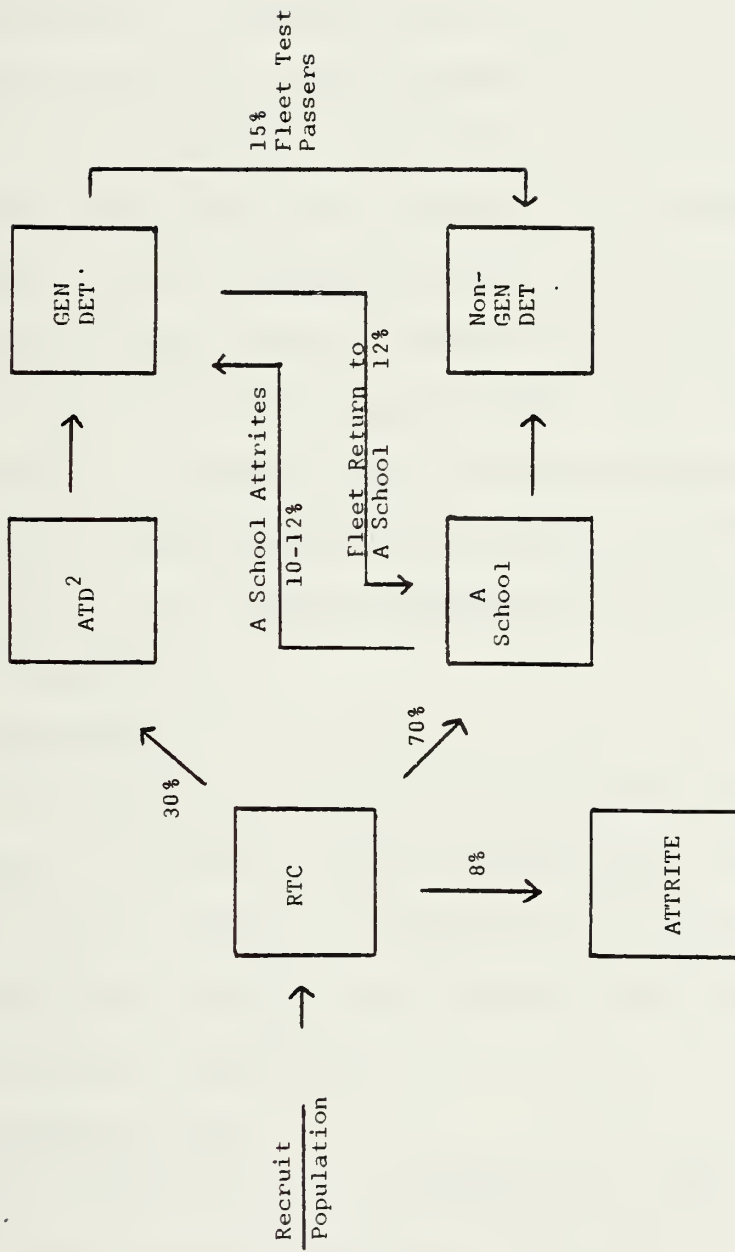 Recruit
Population
RTC
30%
70%
8%
ATTRITE
ATD²
A School
Attrites
10-12%
Fleet Return to
A School 12%
A
School
GEN
DET
Non-
GEN
DET
15%
Fleet Test
Passers